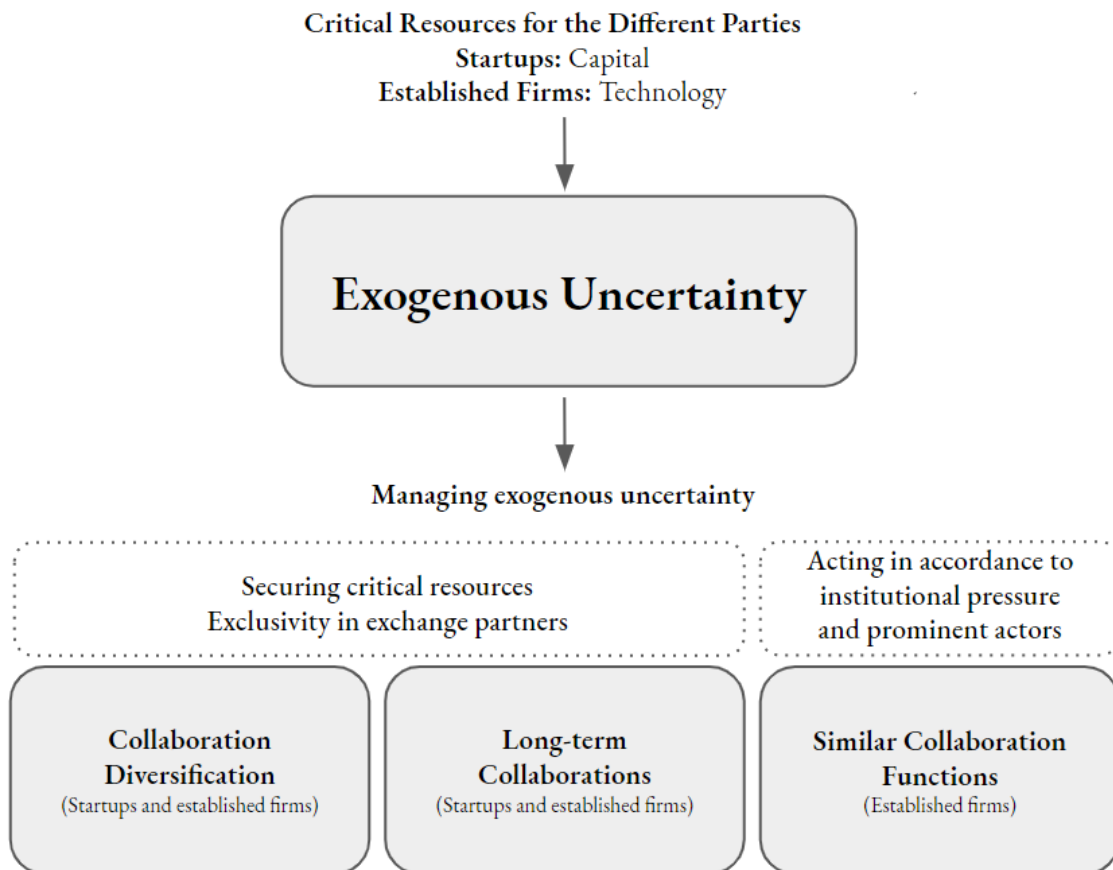 Critical Resources for the Different Parties
Startups: Capital
Established Firms: Technology
Exogenous Uncertainty
Managing exogenous uncertainty
Securing critical resources
Exclusivity in exchange partners
Acting in accordance to
institutional pressure
and prominent actors
Collaboration
Diversification
(Startups and established firms)
Long-term
Collaborations
(Startups and established firms)
Similar Collaboration
Functions
(Established firms)